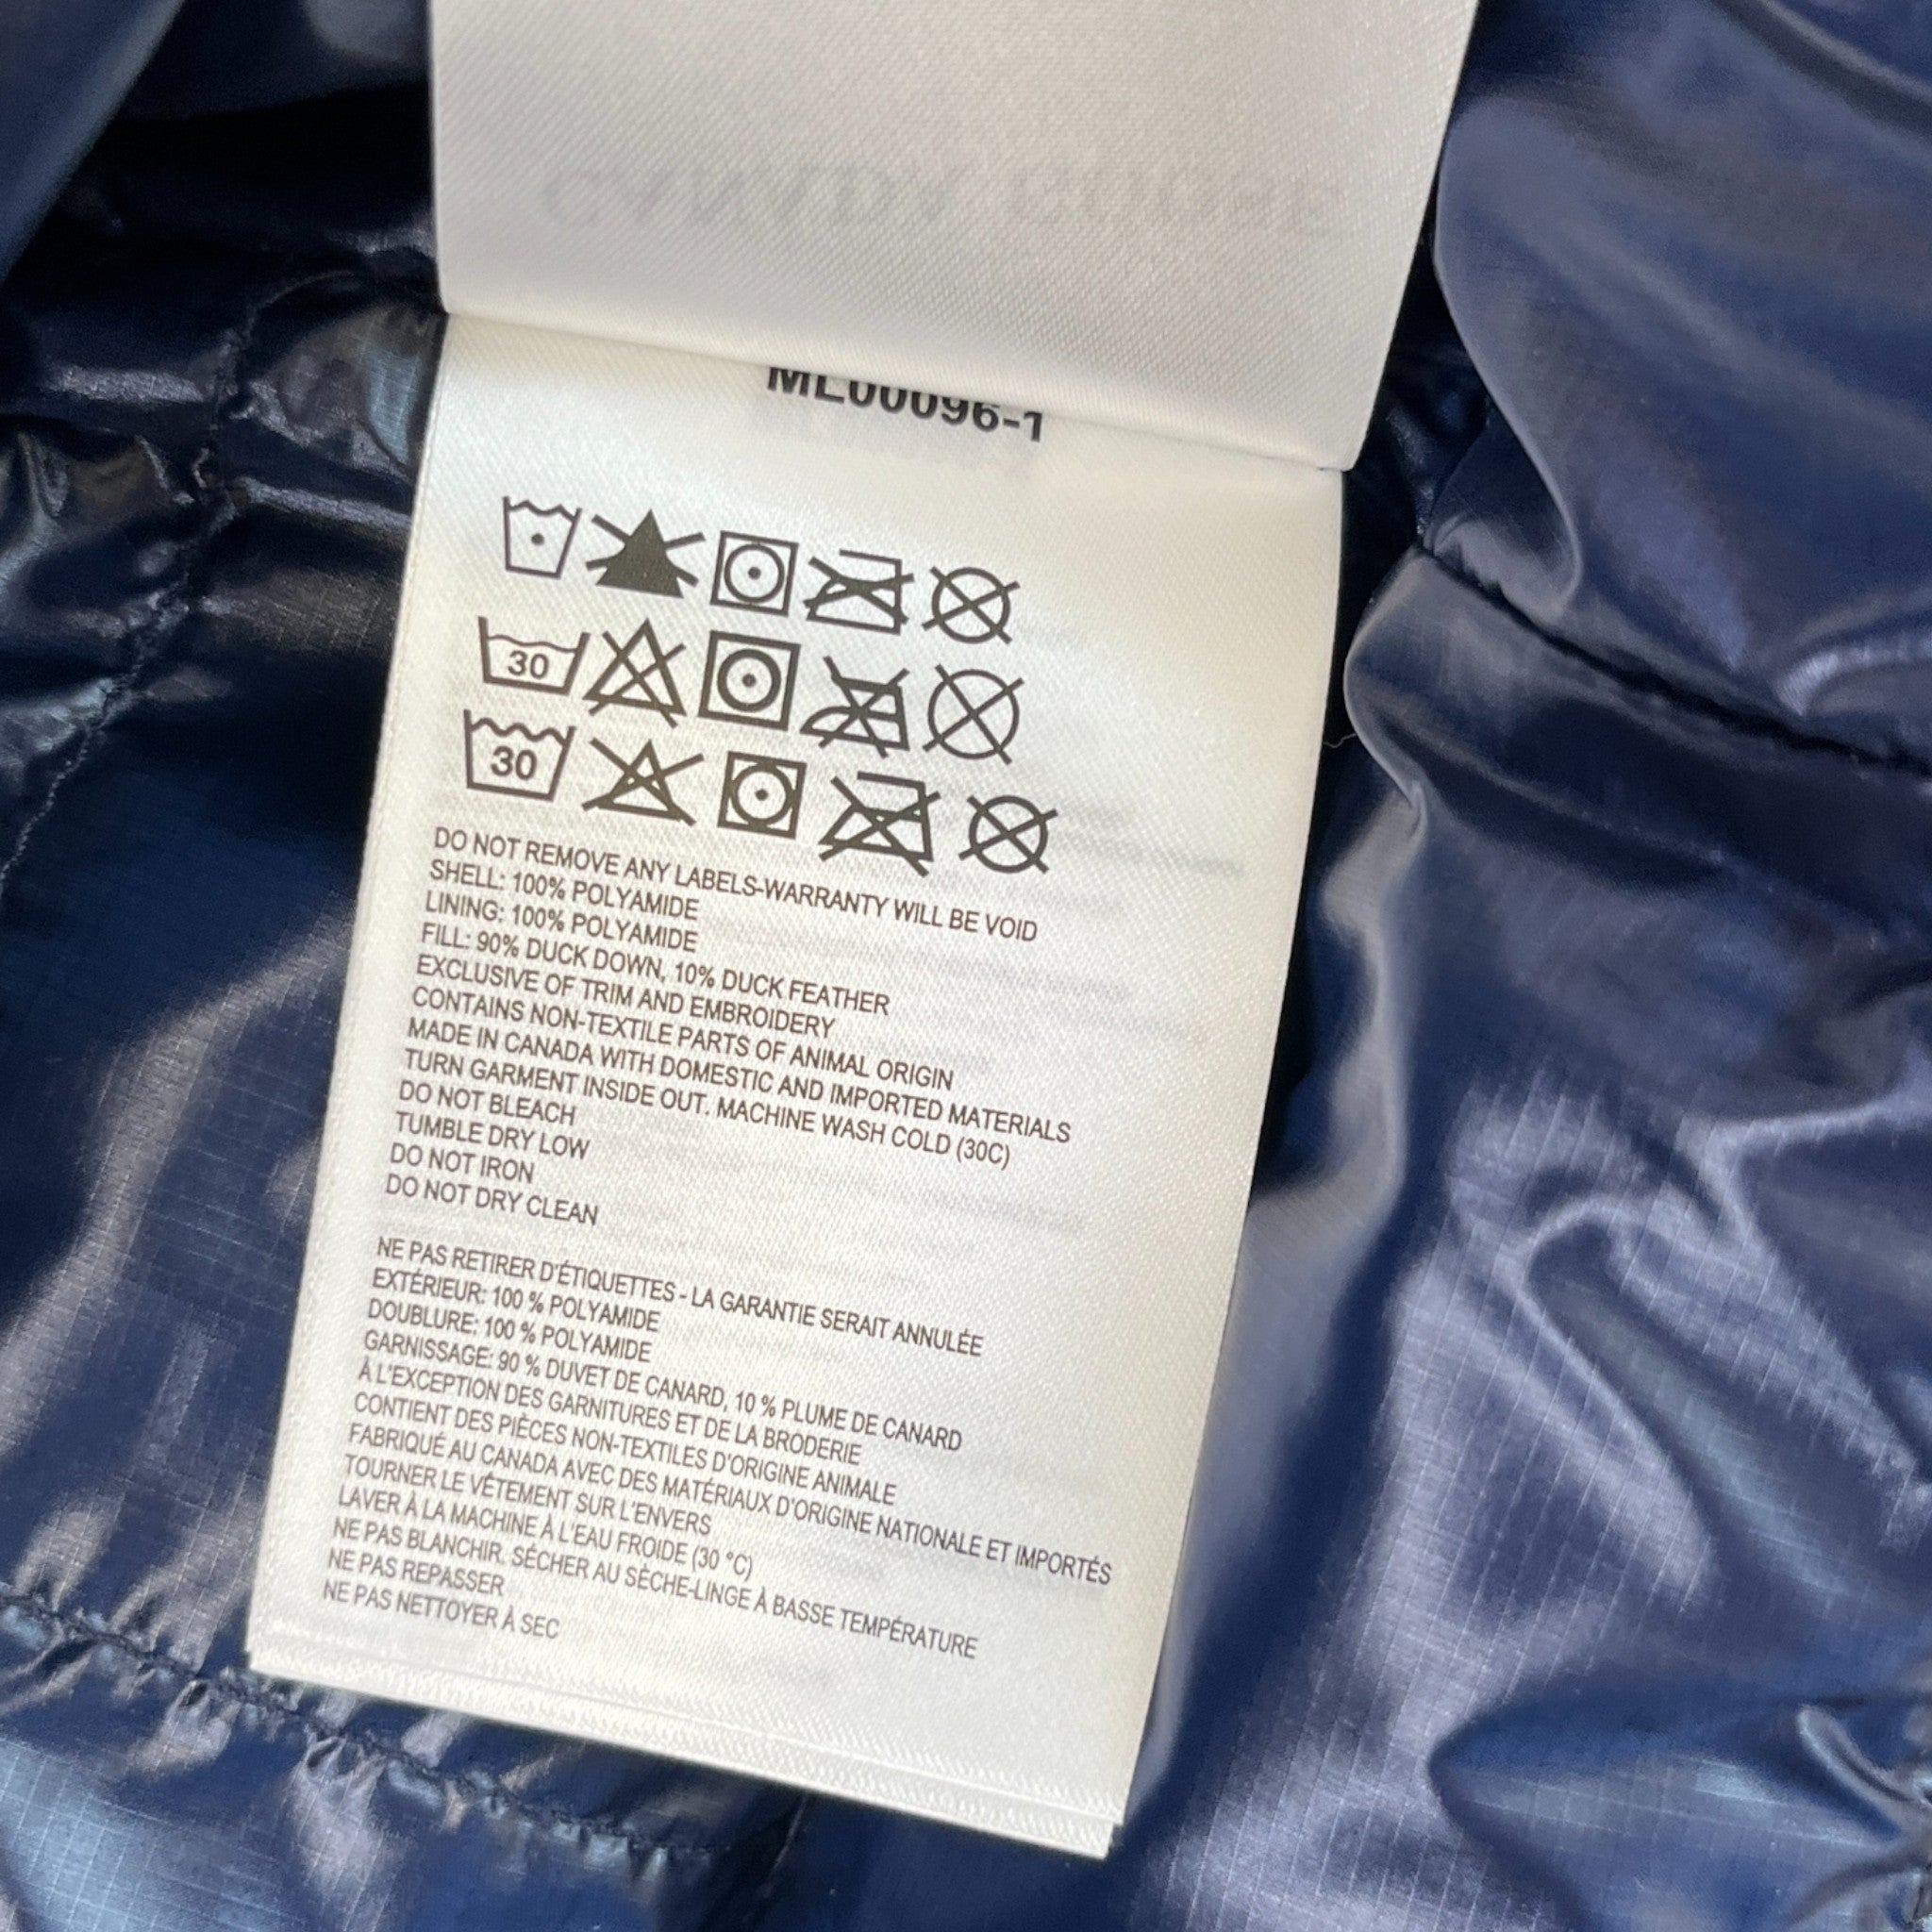 ML00096-1
30
30
DO NOT REMOVE ANY LABELS-WARRANTY WILL BE VOID
SHELL: 100% POLYAMIDE
LINING: 100% POLYAMIDE
FILL: 90% DUCK DOWN, 10% DUCK FEATHER
EXCLUSIVE OF TRIM AND EMBROIDERY
CONTAINS NON-TEXTILE PARTS OF ANIMAL ORIGIN
MADE IN CANADA WITH DOMESTIC AND IMPORTED MATERIALS
TURN GARMENT INSIDE OUT. MACHINE WASH COLD (30C)
DO NOT BLEACH
TUMBLE DRY LOW
DO NOT IRON
DO NOT DRY CLEAN
NE PAS RETIRER D'ÉTIQUETTES - LA GARANTIE SERAIT ANNULÉE
EXTÉRIEUR: 100 % POLYAMIDE
DOUBLURE: 100 % POLYAMIDE
GARNISSAGE: 90 % DUVET DE CANARD, 10 % PLUME DE CANARD
À L'EXCEPTION DES GARNITURES ET DE LA BRODERIE
CONTIENT DES PIÈCES NON-TEXTILES D'ORIGINE ANIMALE
FABRIQUÉ AU CANADA AVEC DES MATÉRIAUX D'ORIGINE NATIONALE ET IMPORTÉS
TOURNER LE VÊTEMENT SUR L'ENVERS
LAVER À LA MACHINE À L'EAU FROIDE (30 °C)
NE PAS BLANCHIR. SÉCHER AU SÈCHE-LINGE À BASSE TEMPÉRATURE
NE PAS REPASSER
NE PAS NETTOYER À SEC